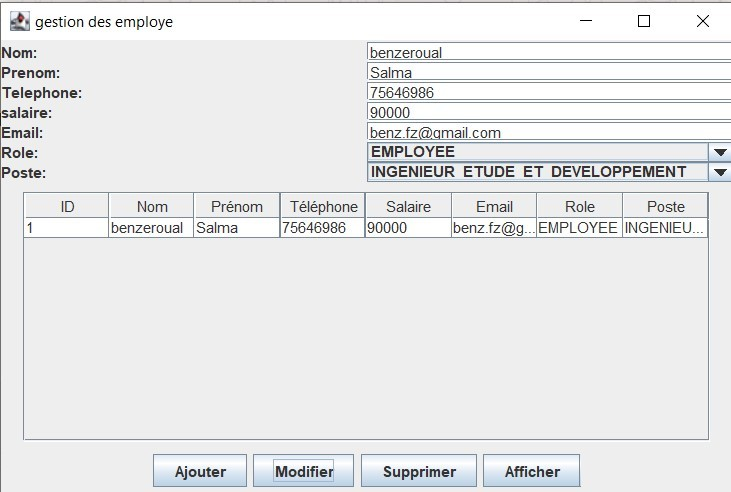 gestion des employe
Nom: benzeroual
Prenom: Salma
Telephone: 75646986
salaire: 90000
Email: benz.fz@gmail.com
Role: EMPLOYEE
Poste: INGENIEUR ETUDE ET DEVELOPPEMENT
ID Nom Prénom Téléphone Salaire Email Role Poste
1 benzeroual Salma 75646986 90000 benz.fz@g... EMPLOYEE INGENIEU...
Ajouter Modifier Supprimer Afficher